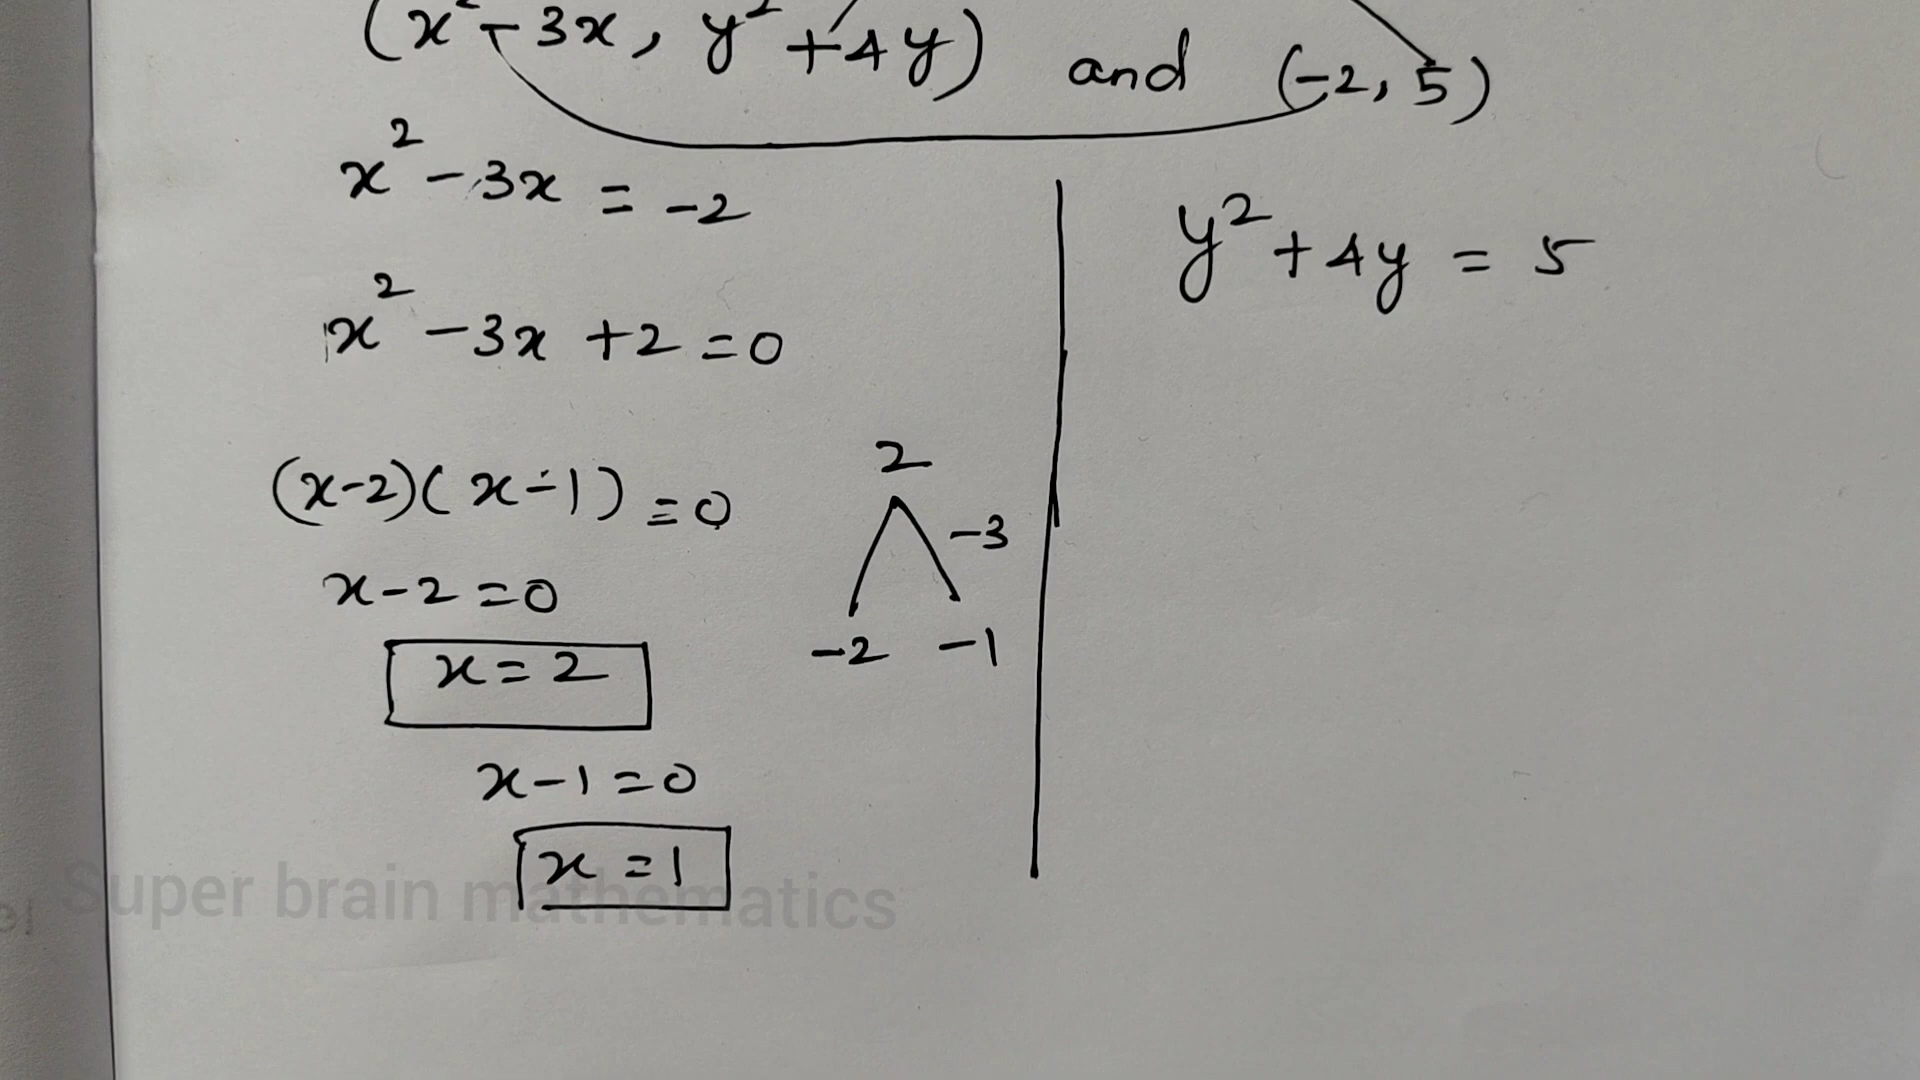 (x² - 3x, y² + 4y) and (-2, 5)
x² - 3x = -2
x² - 3x + 2 = 0
(x-2)(x-1) = 0
x - 2 = 0
x = 2
x - 1 = 0
x = 1
2
-3
-2 -1
y² + 4y = 5
Super brain mathematics